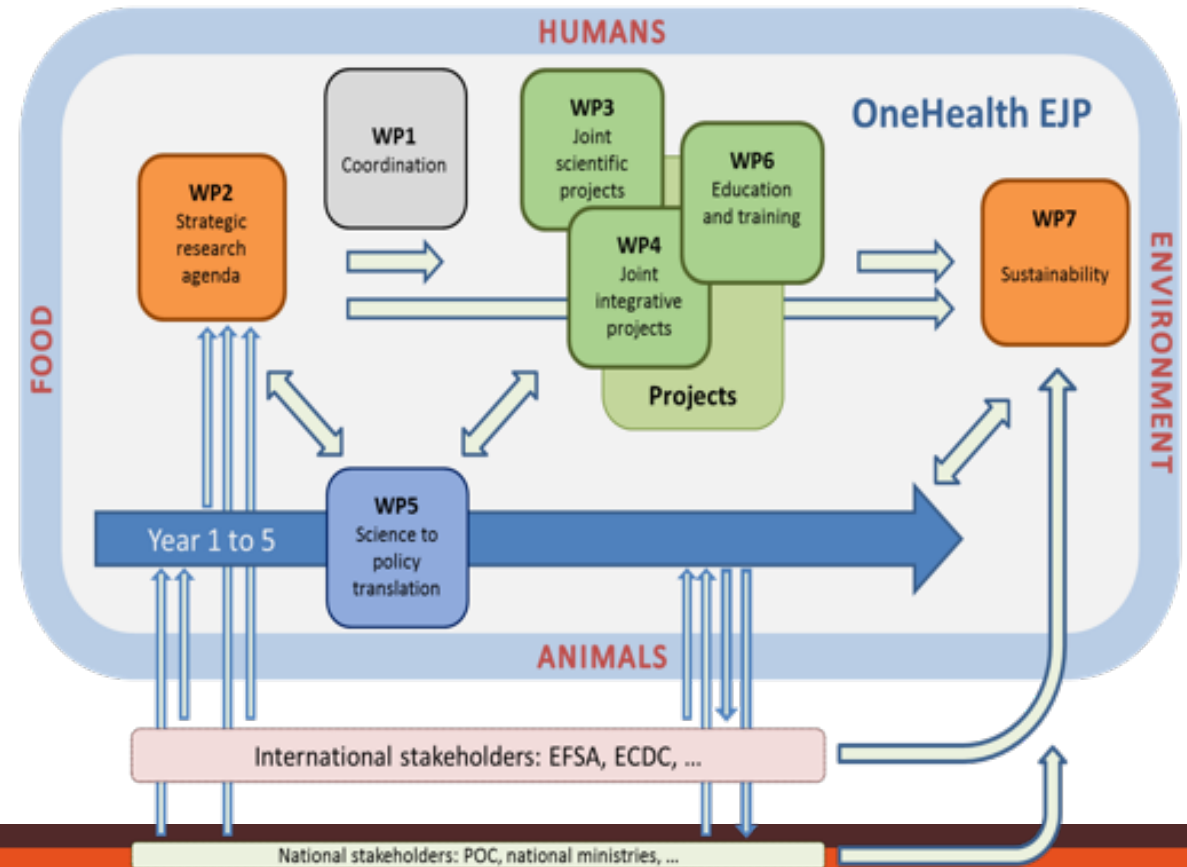 HUMANS
OneHealth EJP
WP1
Coordination
WP2
Strategic
research
agenda
WP3
Joint
scientific
projects
WP6
Education
and training
WP4
Joint
integrative
projects
Projects
WP7
Sustainability
FOOD
ENVIRONMENT
Year 1 to 5
WP5
Science to
policy
translation
ANIMALS
International stakeholders: EFSA, ECDC, ...
National stakeholders: POC, national ministries, ...